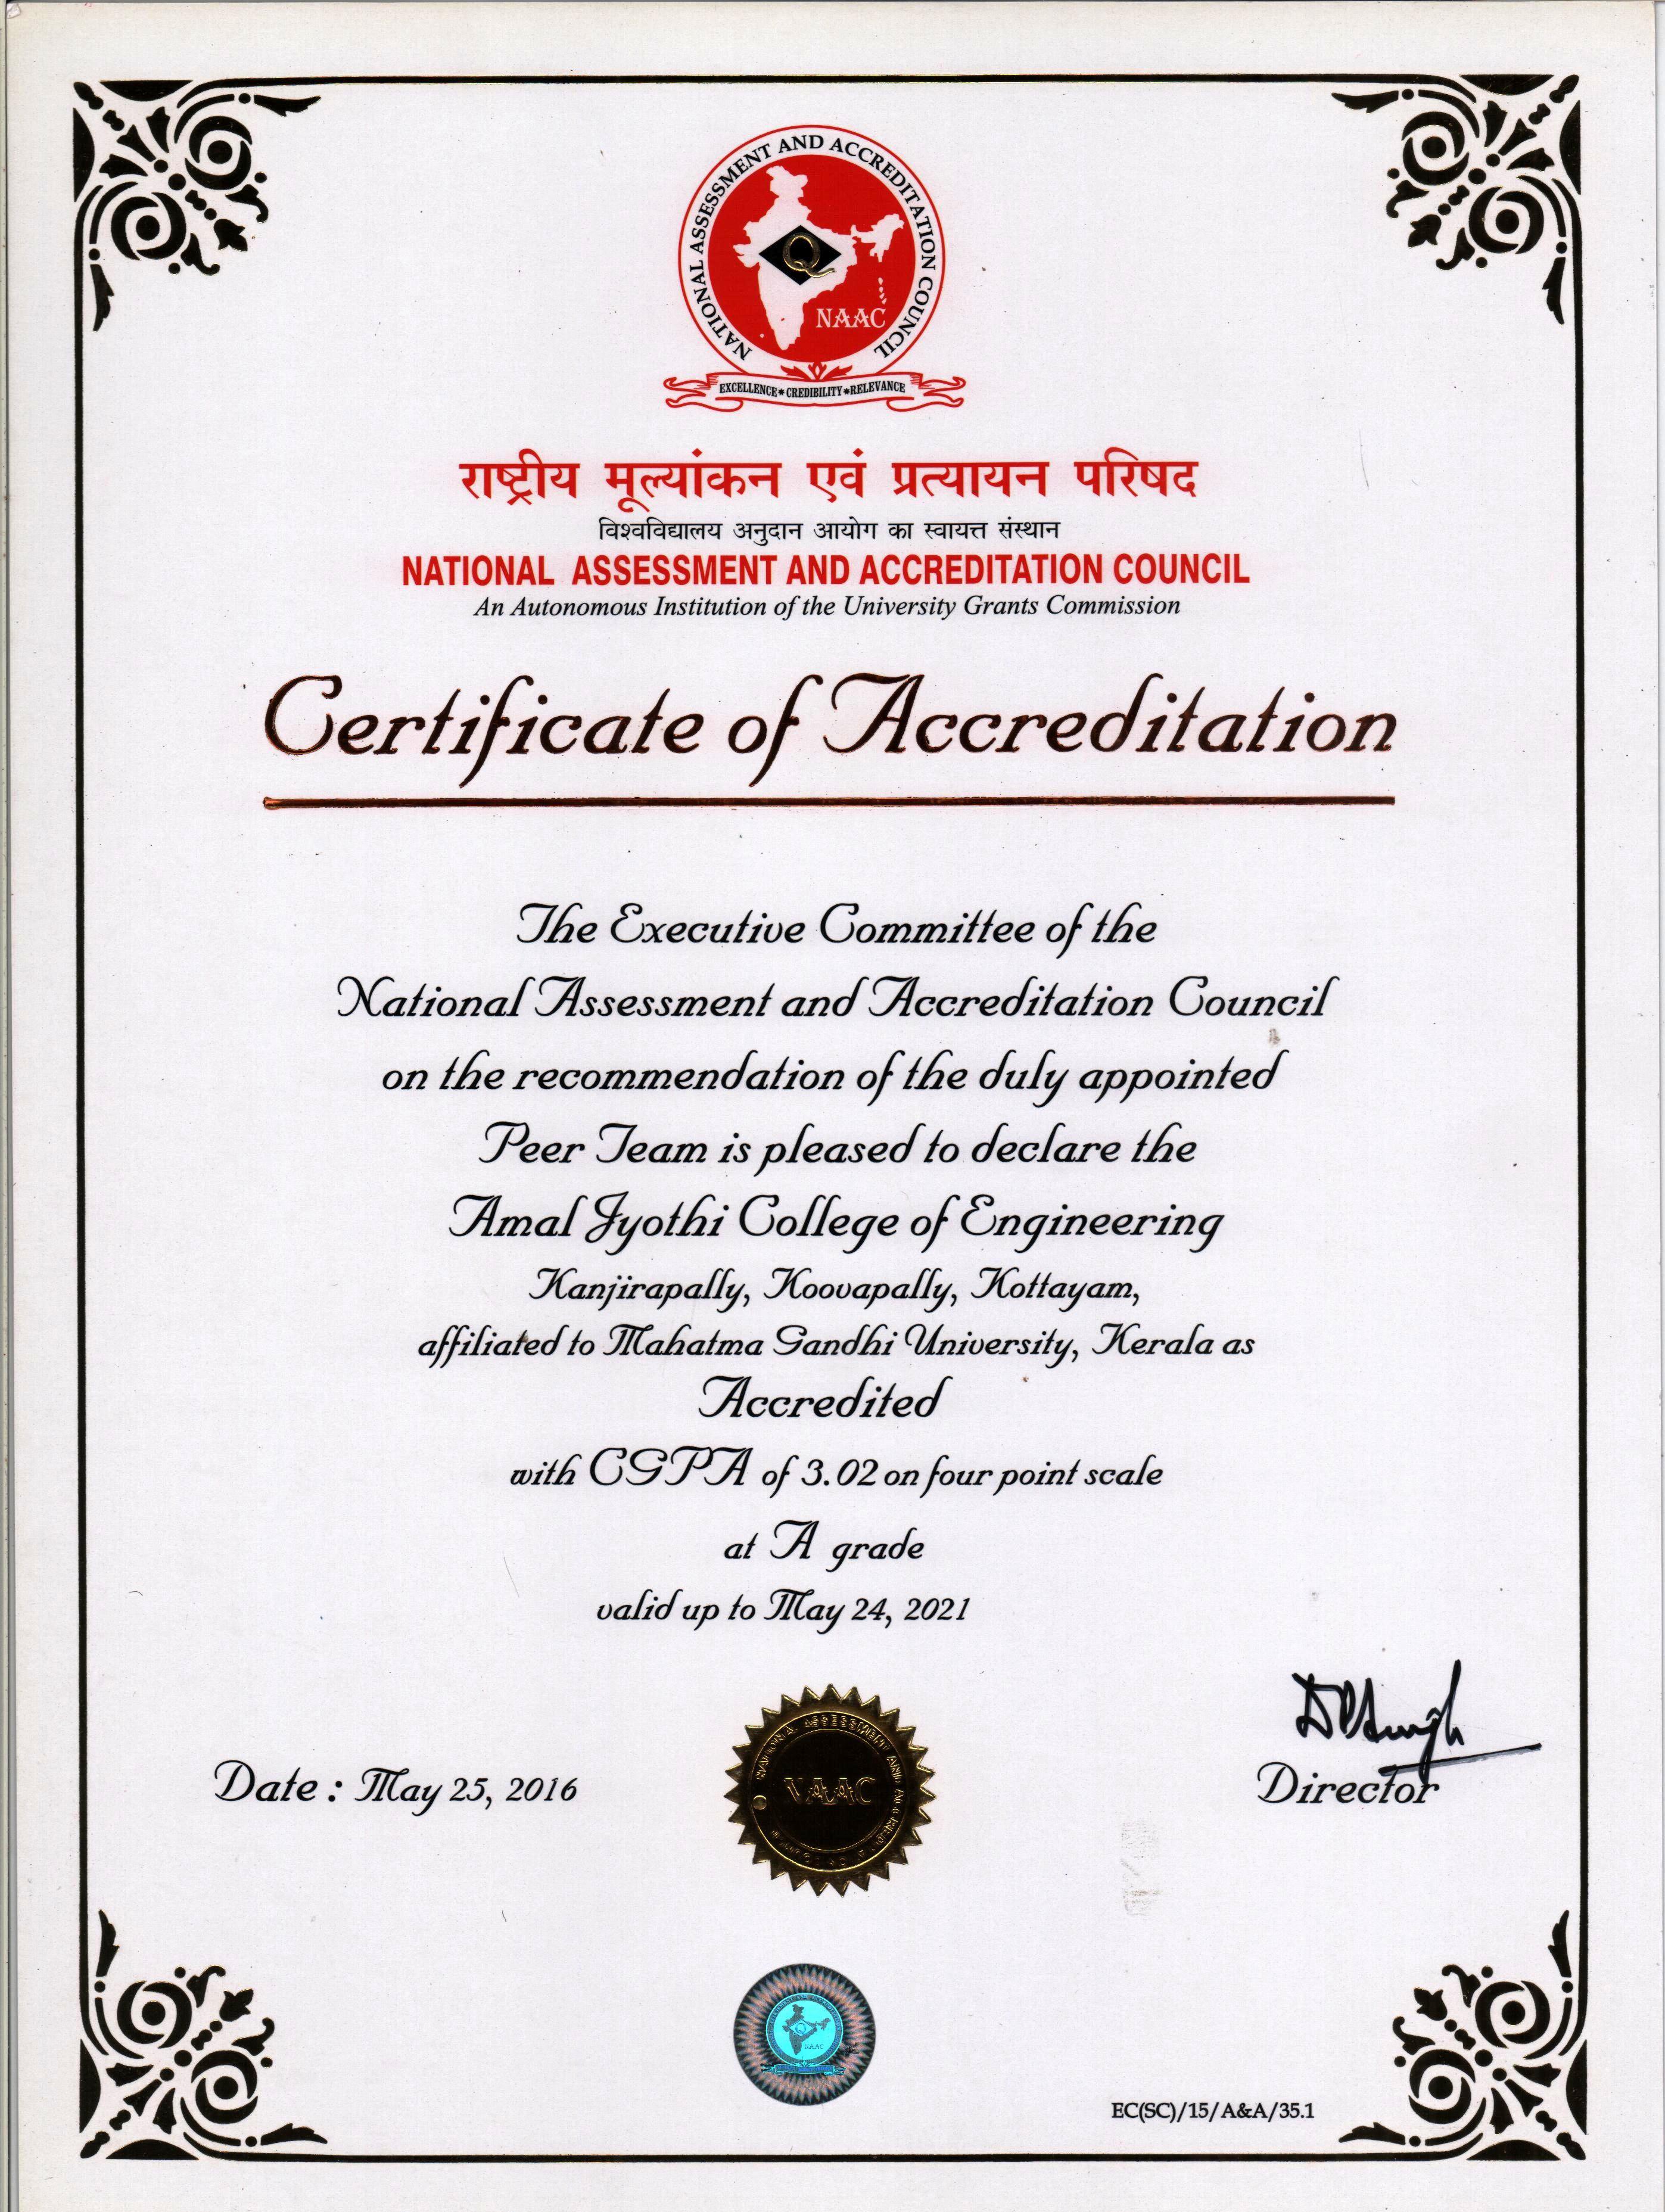 NATIONAL ASSESSMENT AND ACCREDITATION COUNCIL
Q
NAAC
EXCELLENCE*CREDIBILITY*RELEVANCE
राष्ट्रीय मूल्यांकन एवं प्रत्यायन परिषद
विश्वविद्यालय अनुदान आयोग का स्वायत्त संस्थान
NATIONAL ASSESSMENT AND ACCREDITATION COUNCIL
An Autonomous Institution of the University Grants Commission
Certificate of Accreditation
The Executive Committee of the
National Assessment and Accreditation Council
on the recommendation of the duly appointed
Peer Team is pleased to declare the
Amal Jyothi College of Engineering
Kanjirapally, Koovapally, Kottayam,
affiliated to Mahatma Gandhi University, Kerala as
Accredited
with CGPA of 3.02 on four point scale
at A grade
valid up to May 24, 2021
Date : May 25, 2016
NATIONAL ASSESSMENT AND
NAAC
Director
Q
NAAC
EC(SC)/15/A&A/35.1